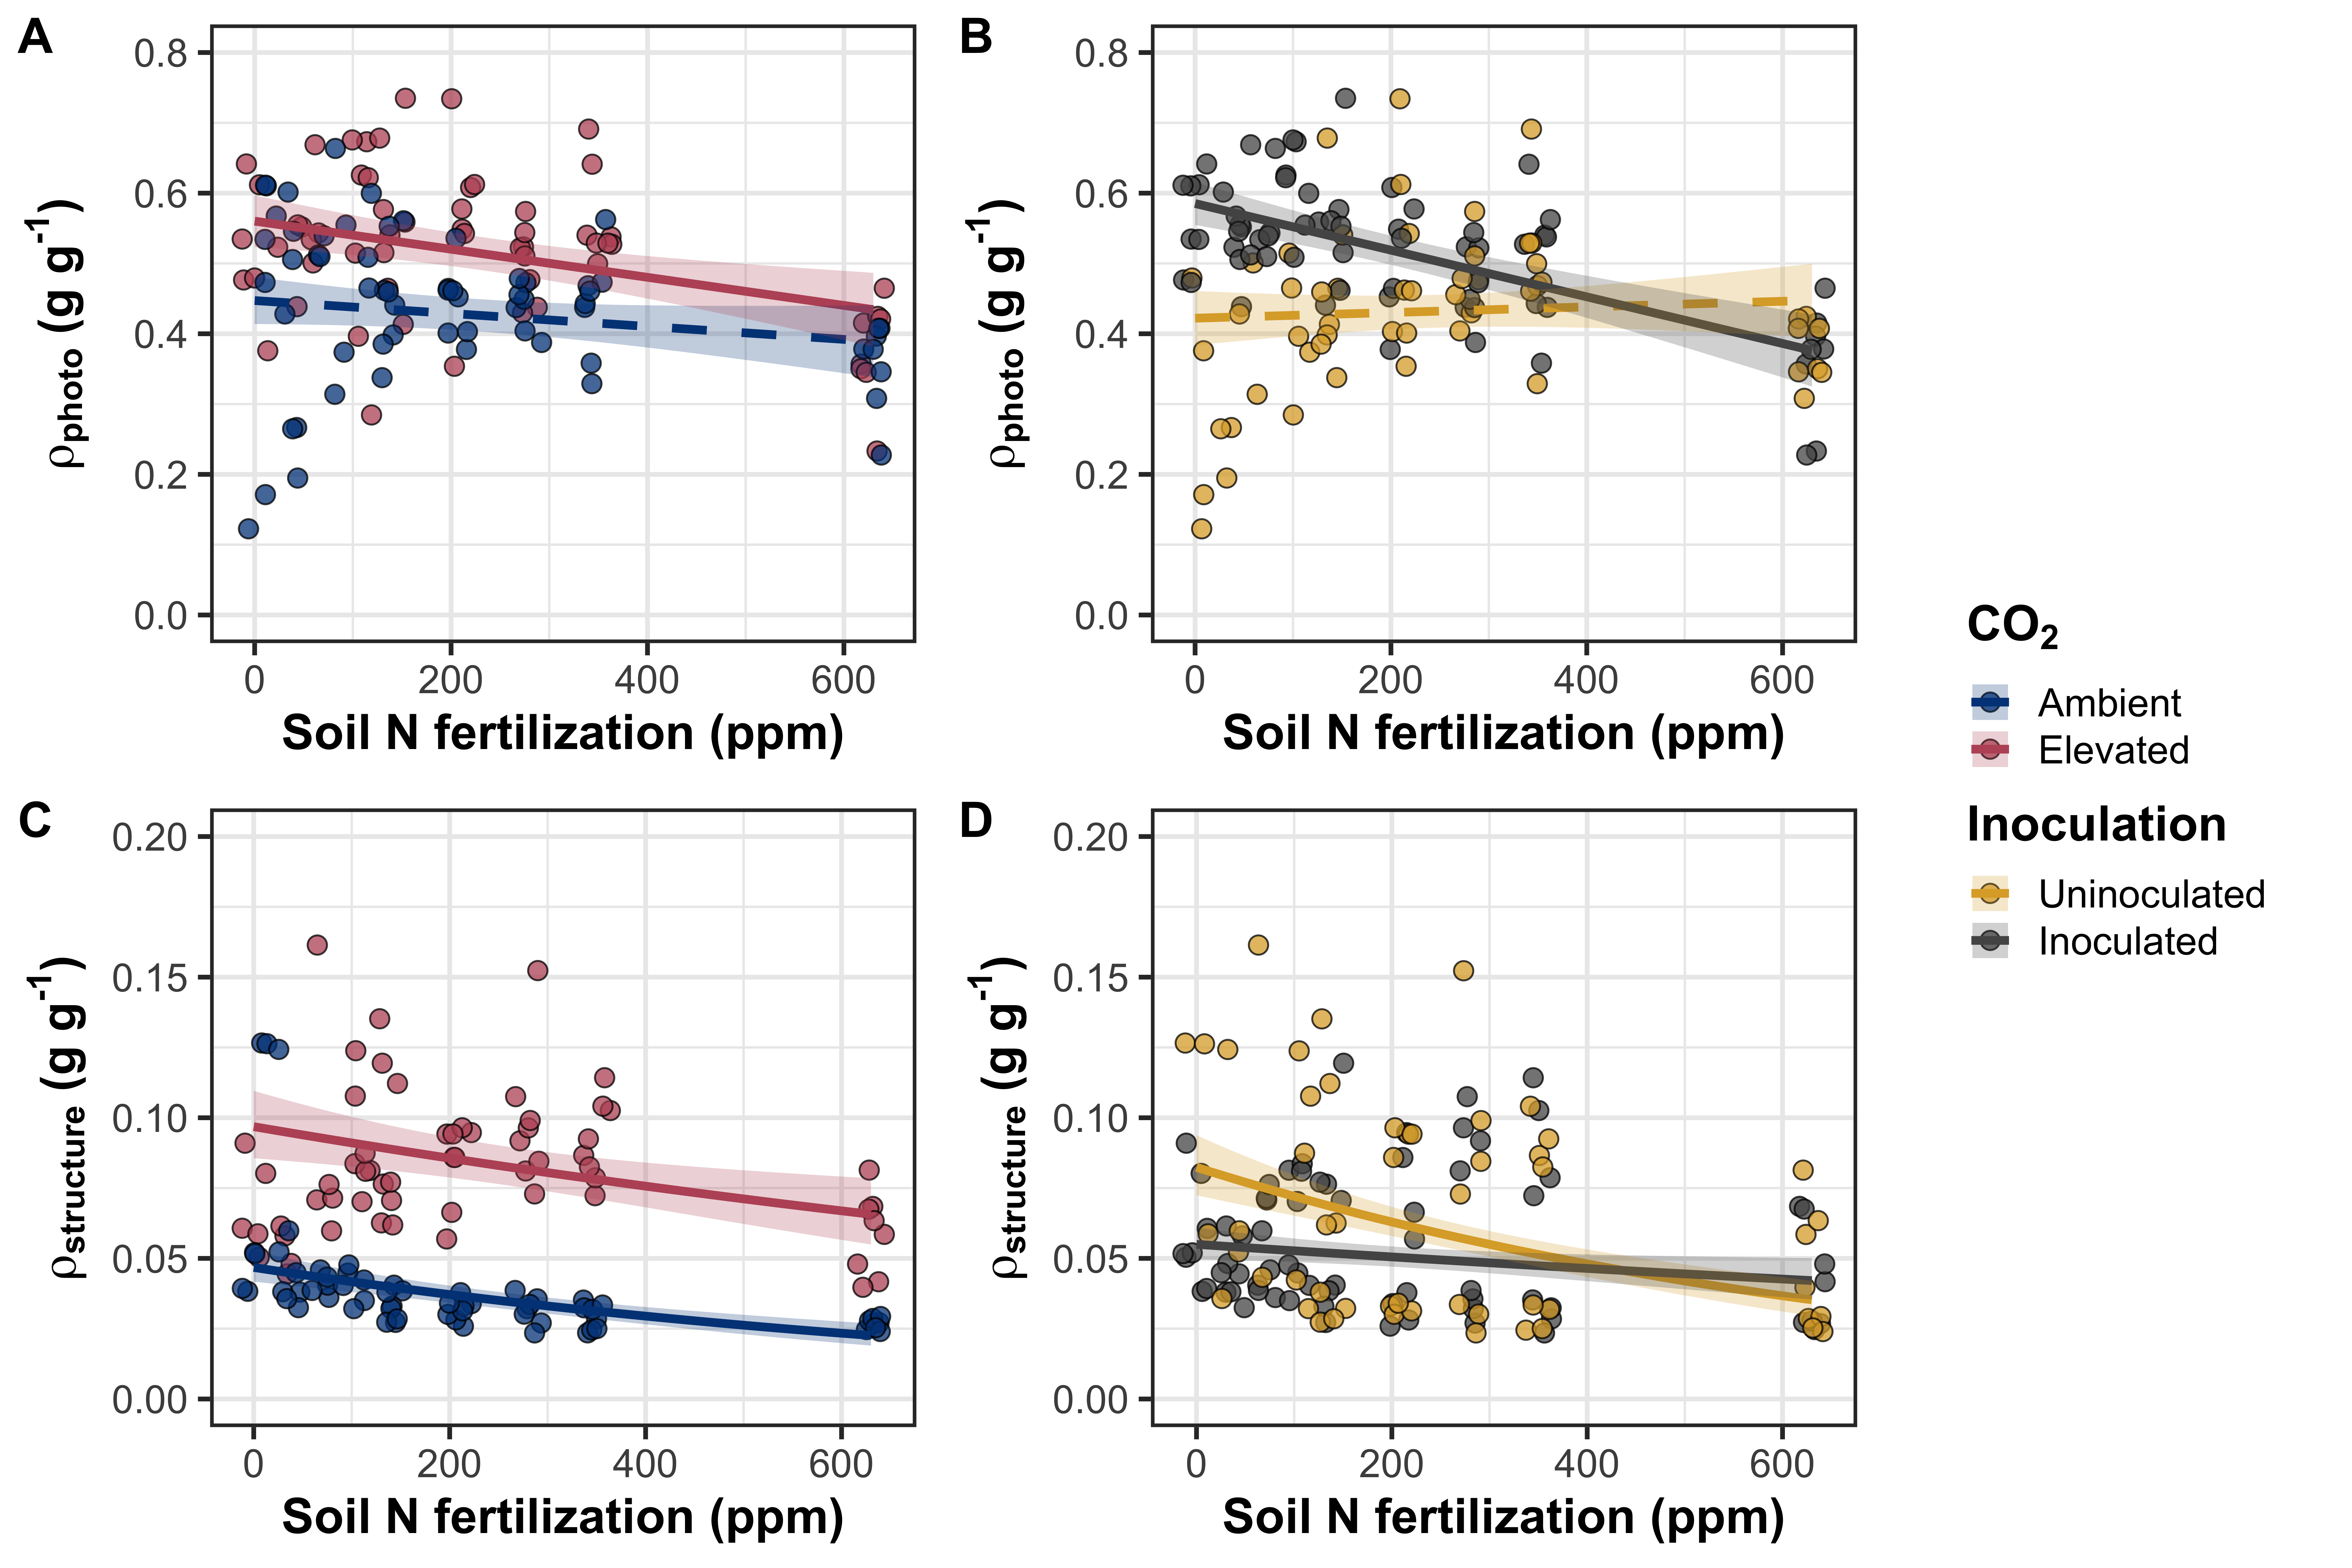 A
0.8
0.6
0.4
0.2
0.0
ρphoto (g g-1)
0 200 400 600
Soil N fertilization (ppm)
B
0.8
0.6
0.4
0.2
0.0
ρphoto (g g-1)
0 200 400 600
Soil N fertilization (ppm)
C
0.20
0.15
0.10
0.05
0.00
ρstructure (g g-1)
0 200 400 600
Soil N fertilization (ppm)
D
0.20
0.15
0.10
0.05
0.00
ρstructure (g g-1)
0 200 400 600
Soil N fertilization (ppm)
CO2
Ambient
Elevated
Inoculation
Uninoculated
Inoculated